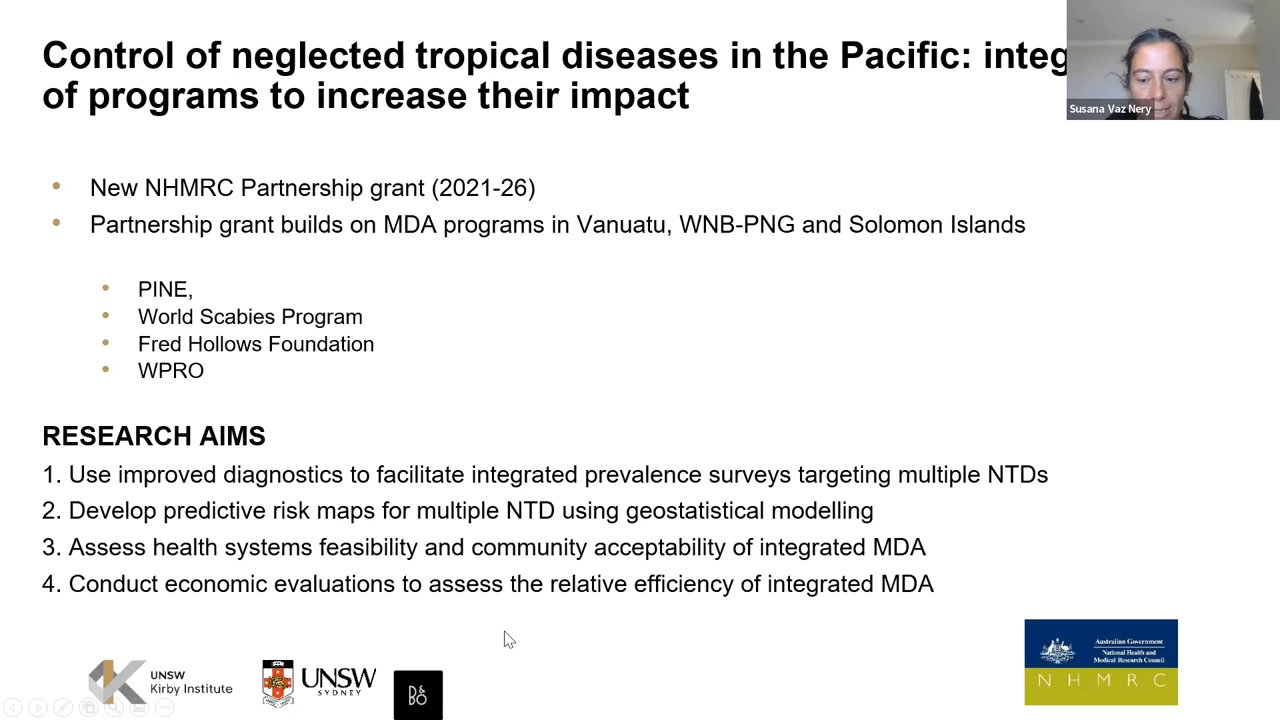 Control of neglected tropical diseases in the Pacific: integ
of programs to increase their impact
Susana Vaz Nery
• New NHMRC Partnership grant (2021-26)
• Partnership grant builds on MDA programs in Vanuatu, WNB-PNG and Solomon Islands
• PINE,
• World Scabies Program
• Fred Hollows Foundation
• WPRO
RESEARCH AIMS
1. Use improved diagnostics to facilitate integrated prevalence surveys targeting multiple NTDs
2. Develop predictive risk maps for multiple NTD using geostatistical modelling
3. Assess health systems feasibility and community acceptability of integrated MDA
4. Conduct economic evaluations to assess the relative efficiency of integrated MDA
UNSW
Kirby Institute
UNSW
SYDNEY
D&
BO
Australian Government
National Health and
Medical Research Council
NHMRC